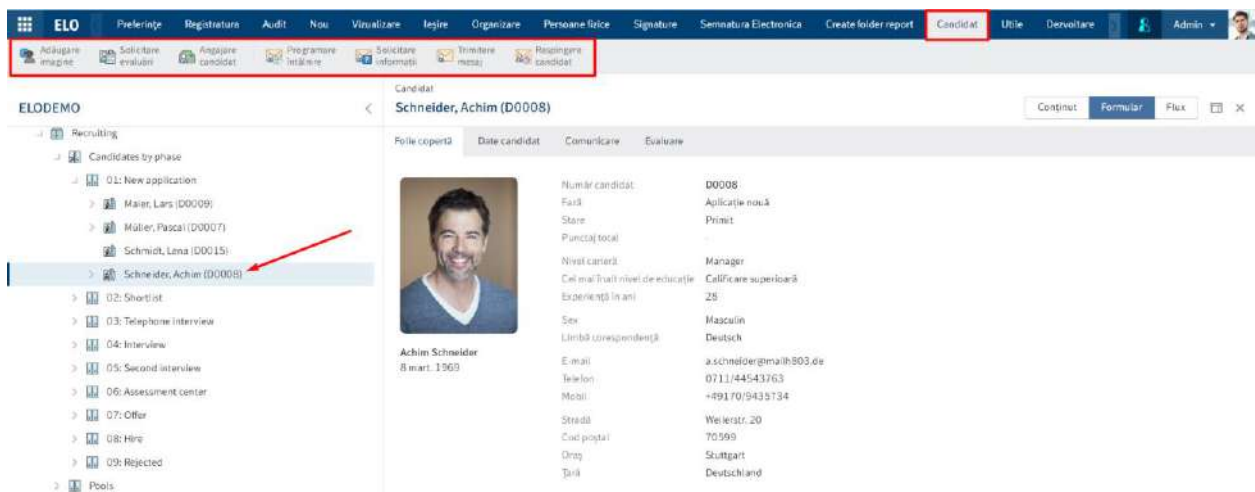 ELO Preferințe Registratura Audit Nou Vizualizare Ieșire Organizare Persoane fizice Signature Semnatura Electronica Create folder report Candidat Utile Dezvoltare Admin
Adăugare imagine Solicitare evaluări Angajare candidat Programare întâlnire Solicitare informații Trimitere mesaj Respingere candidat
ELODEMO
Recruiting
Candidates by phase
01: New application
Maier, Lars (D0009)
Müller, Pascal (D0007)
Schmidt, Lena (D0015)
Schneider, Achim (D0008)
02: Shortlist
03: Telephone interview
04: Interview
05: Second interview
06: Assessment center
07: Offer
08: Hire
09: Rejected
Pools
Candidat
Schneider, Achim (D0008)
Conținut Formular Flux
Folie copertă Date candidat Comunicare Evaluare
Achim Schneider
8 mart. 1969
Număr candidat D0008
Fază Aplicație nouă
Stare Primit
Punctaj total -
Nivel carieră Manager
Cel mai înalt nivel de educație Calificare superioară
Experiență în ani 28
Sex Masculin
Limbă corespondență Deutsch
E-mail a.schneider@mailh803.de
Telefon 0711/44543763
Mobil +49170/9435734
Stradă Weilerstr. 20
Cod poștal 70599
Oraș Stuttgart
Țară Deutschland